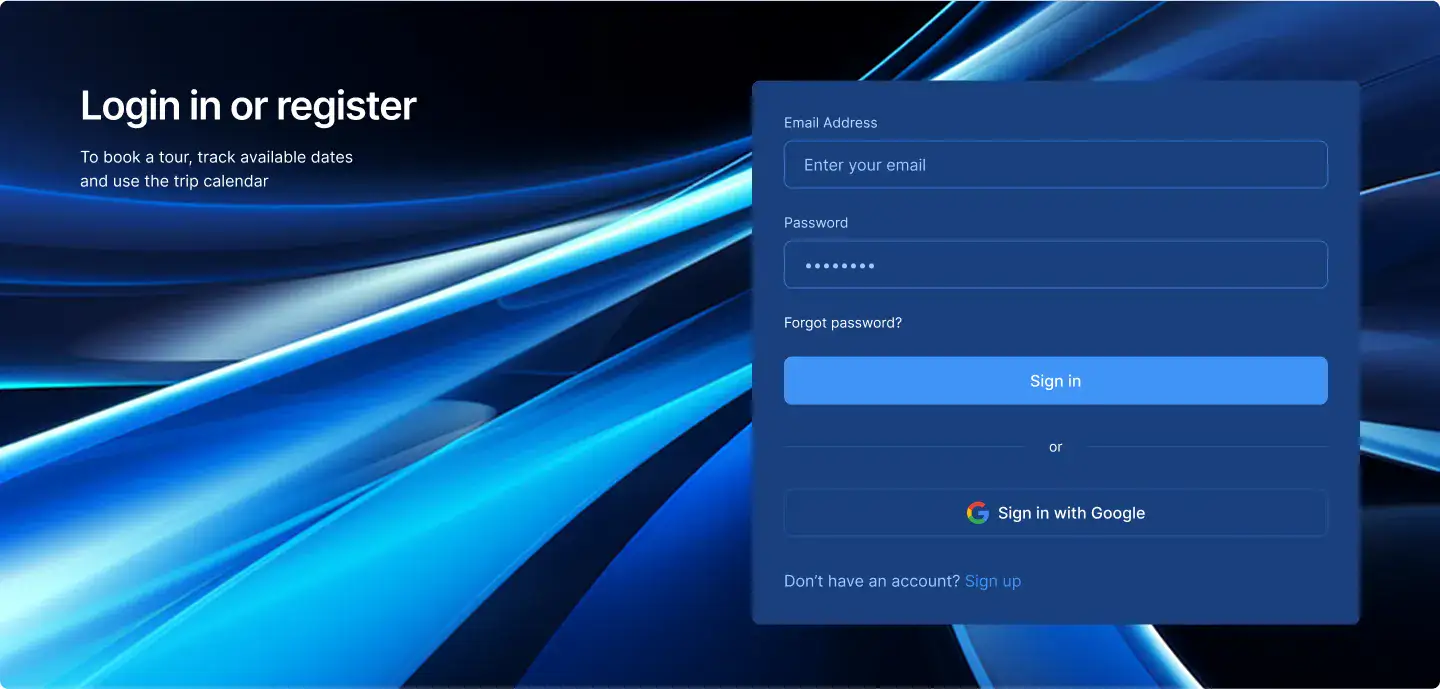 Login in or register
To book a tour, track available dates
and use the trip calendar
Email Address
Enter your email
Password
••••••••
Forgot password?
Sign in
or
Sign in with Google
Don’t have an account? Sign up